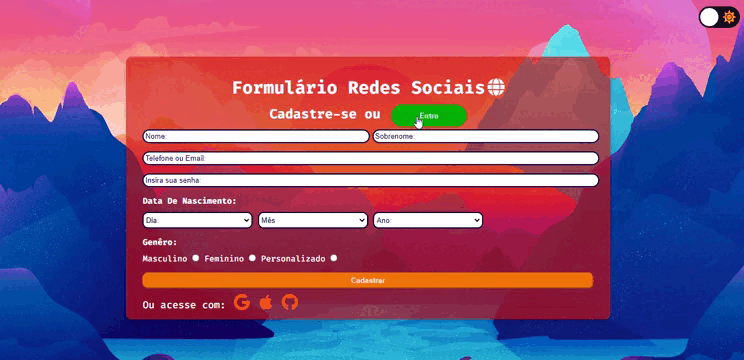 Formulário Redes Sociais
Cadastre-se ou Entro
Nome: Sobrenome:
Telefone ou Email:
Insira sua senha:
Data De Nascimento:
Dia: Mês Ano
Genêro:
Masculino Feminino Personalizado
Cadastrar
Ou acesse com: